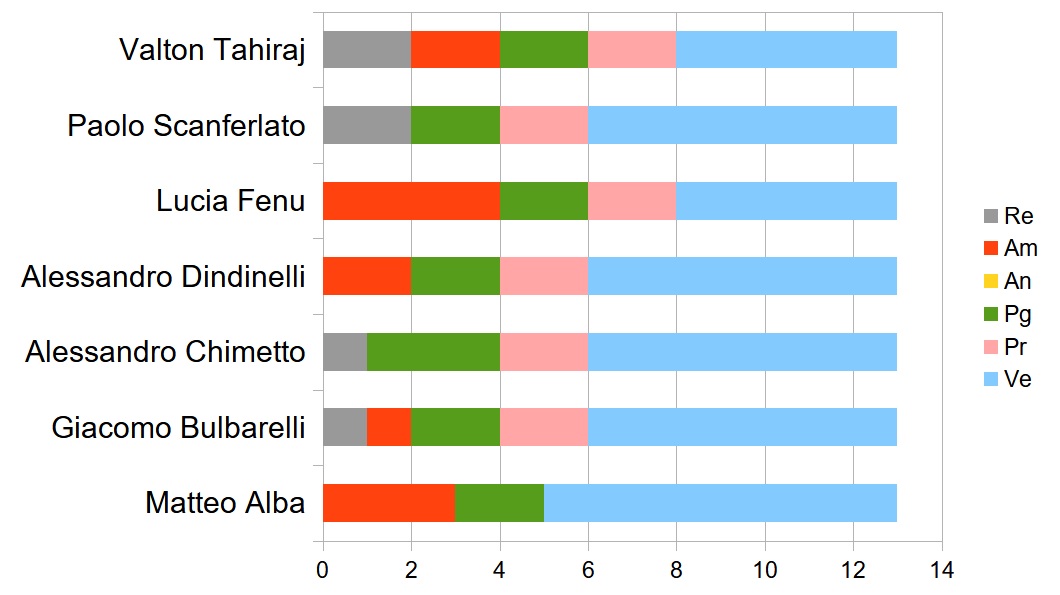 Valton Tahiraj
Paolo Scanferlato
Lucia Fenu
Alessandro Dindinelli
Alessandro Chimetto
Giacomo Bulbarelli
Matteo Alba
0 2 4 6 8 10 12 14
Re
Am
An
Pg
Pr
Ve